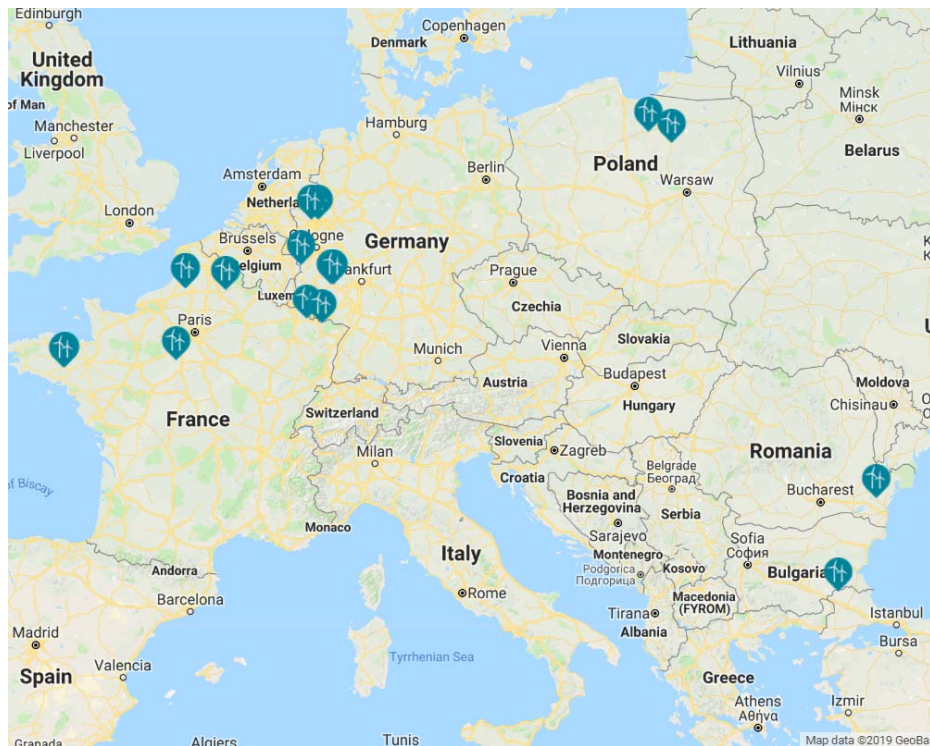 Edinburgh
Copenhagen
Denmark
Lithuania
Vilnius
United
Kingdom
of Man
Manchester
Liverpool
Hamburg
Minsk
Мінск
Belarus
Amsterdam
Netherla
Berlin
Poland
Warsaw
London
Brussels
elgium
ogne
Germany
ankfurt
Prague
Czechia
Luxem
Paris
Munich
Vienna
Slovakia
Austria
Budapest
Hungary
Moldova
Chisinau
France
Switzerland
Milan
Slovenia
Zagreb
Croatia
Belgrade
Београд
Romania
Bucharest
of Biscay
Bosnia and
Herzegovina
Sarajevo
Serbia
Monaco
Italy
Montenegro
Podgorica
Подгорица
Kosovo
Sofia
София
Bulgaria
Andorra
Barcelona
Rome
Macedonia
(FYROM)
Tirana
Albania
Istanbul
Bursa
Madrid
Spain
Valencia
Tyrrhenian Sea
Greece
Athens
Αθήνα
Izmir
Granada
Algiers
Tunis
Map data ©2019 GeoBa